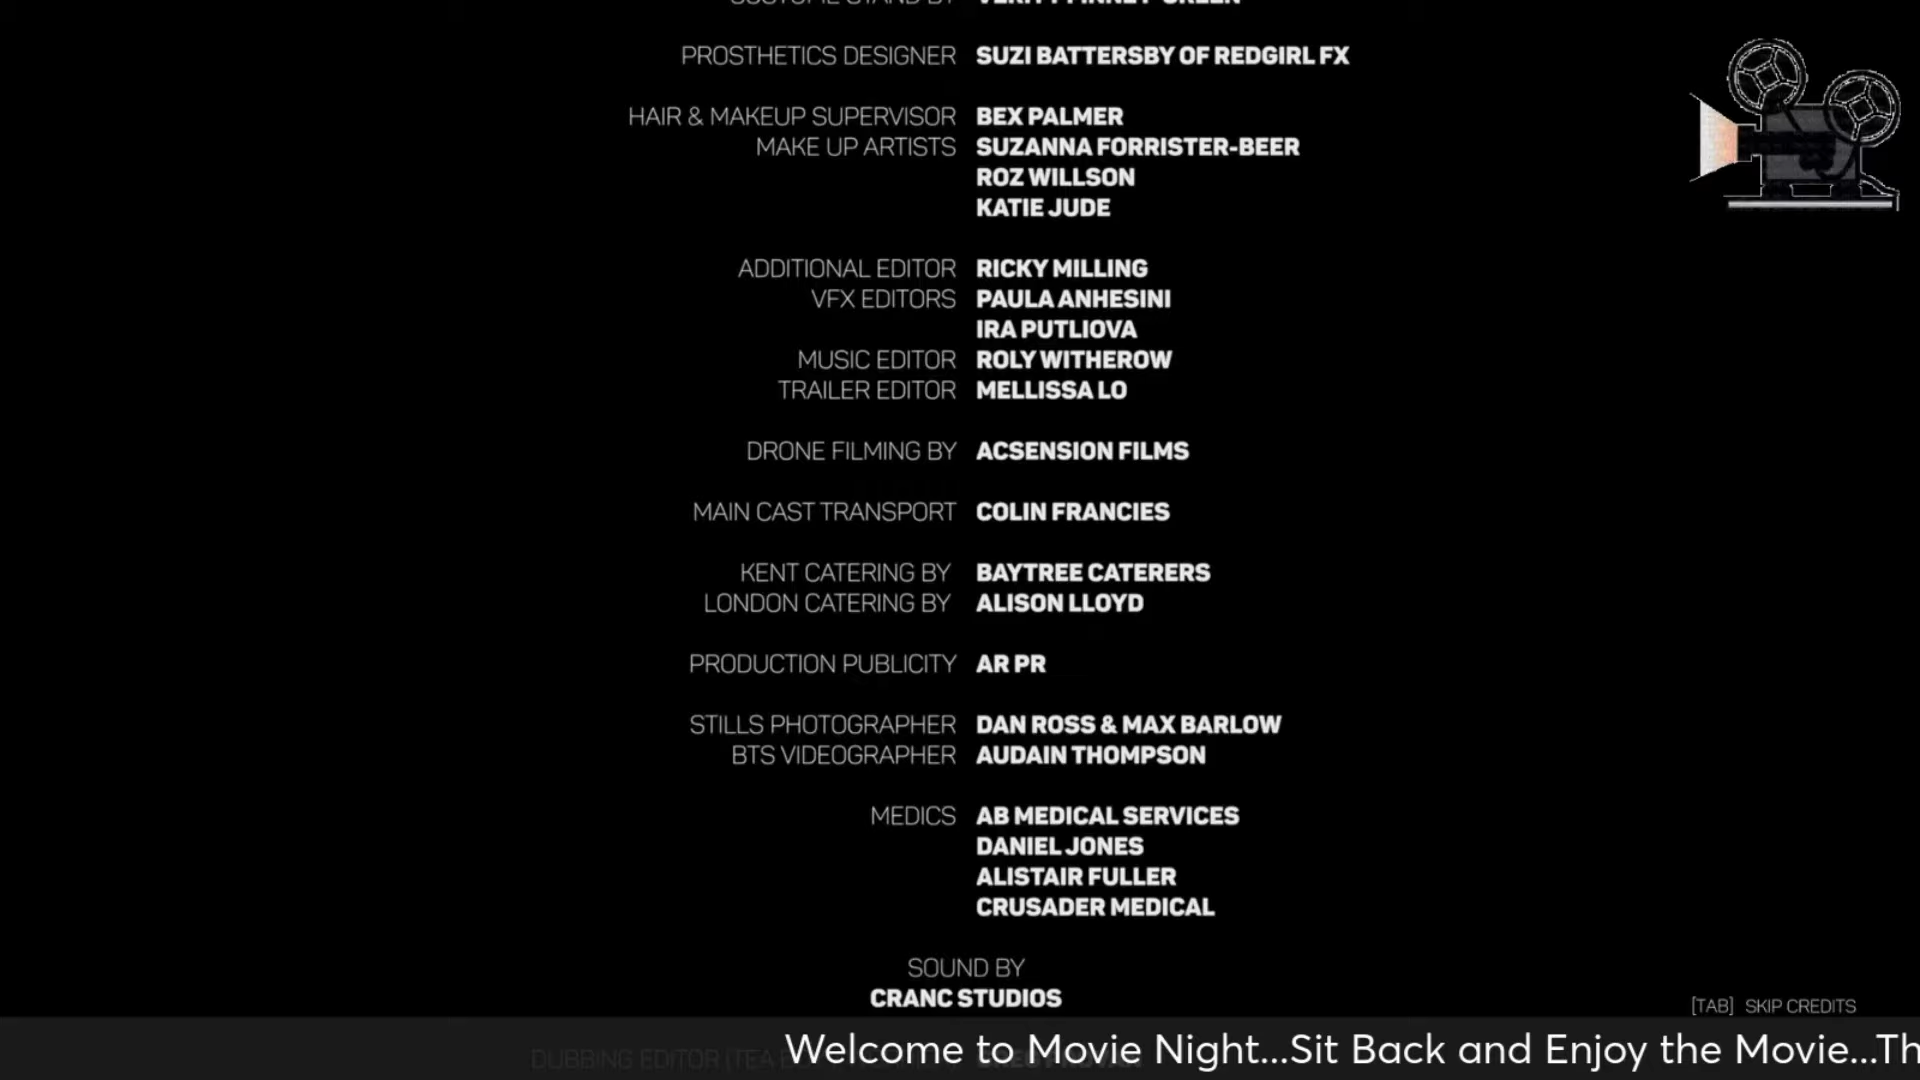 PROSTHETICS DESIGNER SUZI BATTERSBY OF REDGIRL FX
HAIR & MAKEUP SUPERVISOR BEX PALMER
MAKE UP ARTISTS SUZANNA FORRISTER-BEER
ROZ WILLSON
KATIE JUDE
ADDITIONAL EDITOR RICKY MILLING
VFX EDITORS PAULA ANHESINI
IRA PUTLIOVA
MUSIC EDITOR ROLY WITHEROW
TRAILER EDITOR MELLISSA LO
DRONE FILMING BY ACSENSION FILMS
MAIN CAST TRANSPORT COLIN FRANCIES
KENT CATERING BY BAYTREE CATERERS
LONDON CATERING BY ALISON LLOYD
PRODUCTION PUBLICITY AR PR
STILLS PHOTOGRAPHER DAN ROSS & MAX BARLOW
BTS VIDEOGRAPHER AUDAIN THOMPSON
MEDICS AB MEDICAL SERVICES
DANIEL JONES
ALISTAIR FULLER
CRUSADER MEDICAL
SOUND BY
CRANC STUDIOS
[TAB] SKIP CREDITS
DUBBING EDITOR
Welcome to Movie Night...Sit Back and Enjoy the Movie...Th